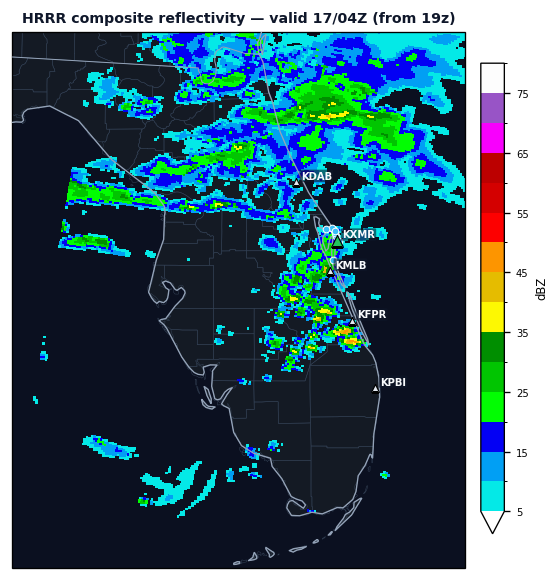 HRRR composite reflectivity — valid 17/04Z (from 19z)
KDAB
KXMR
KMLB
KFPR
KPBI
75
65
55
45
35
25
15
5
dBZ